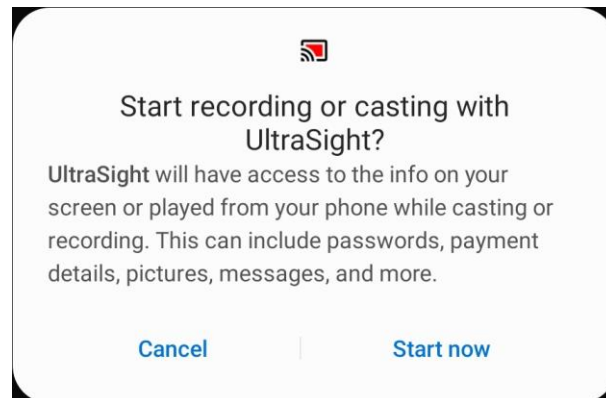 Start recording or casting with
UltraSight?
UltraSight will have access to the info on your
screen or played from your phone while casting or
recording. This can include passwords, payment
details, pictures, messages, and more.
Cancel
Start now